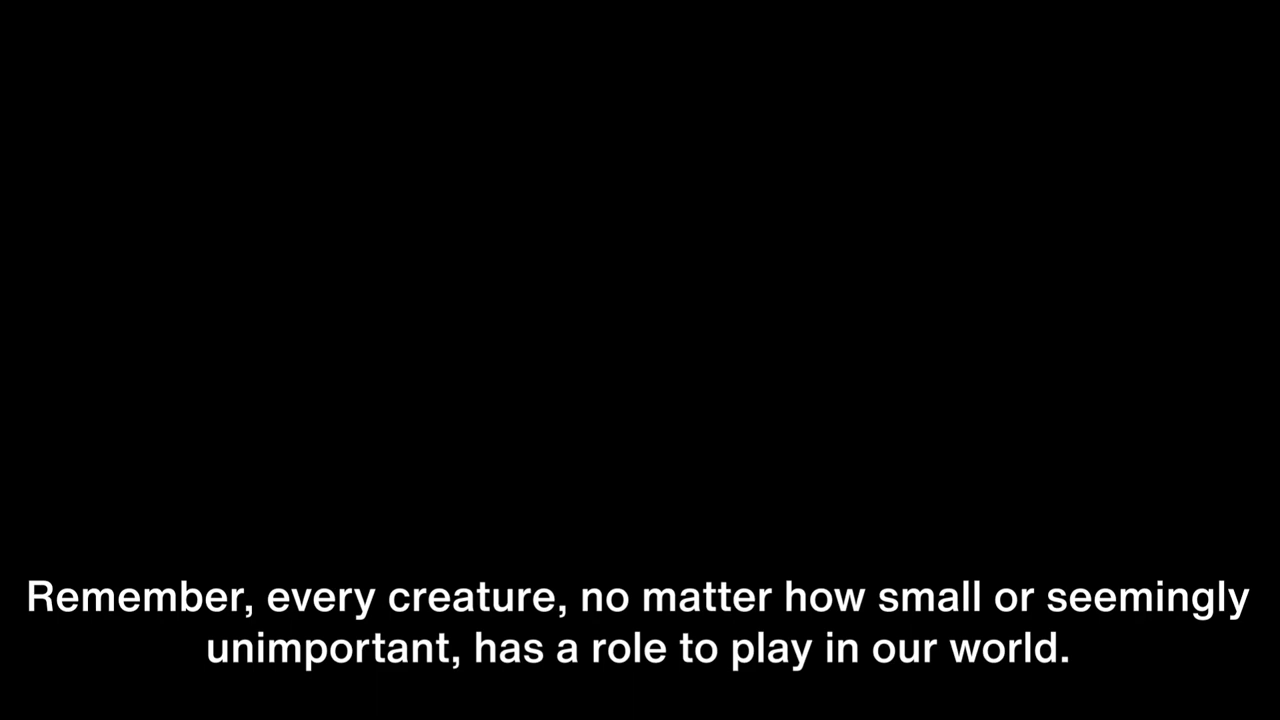 Remember, every creature, no matter how small or seemingly
unimportant, has a role to play in our world.